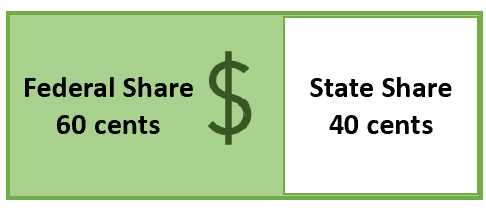 Federal Share
60 cents
$
State Share
40 cents